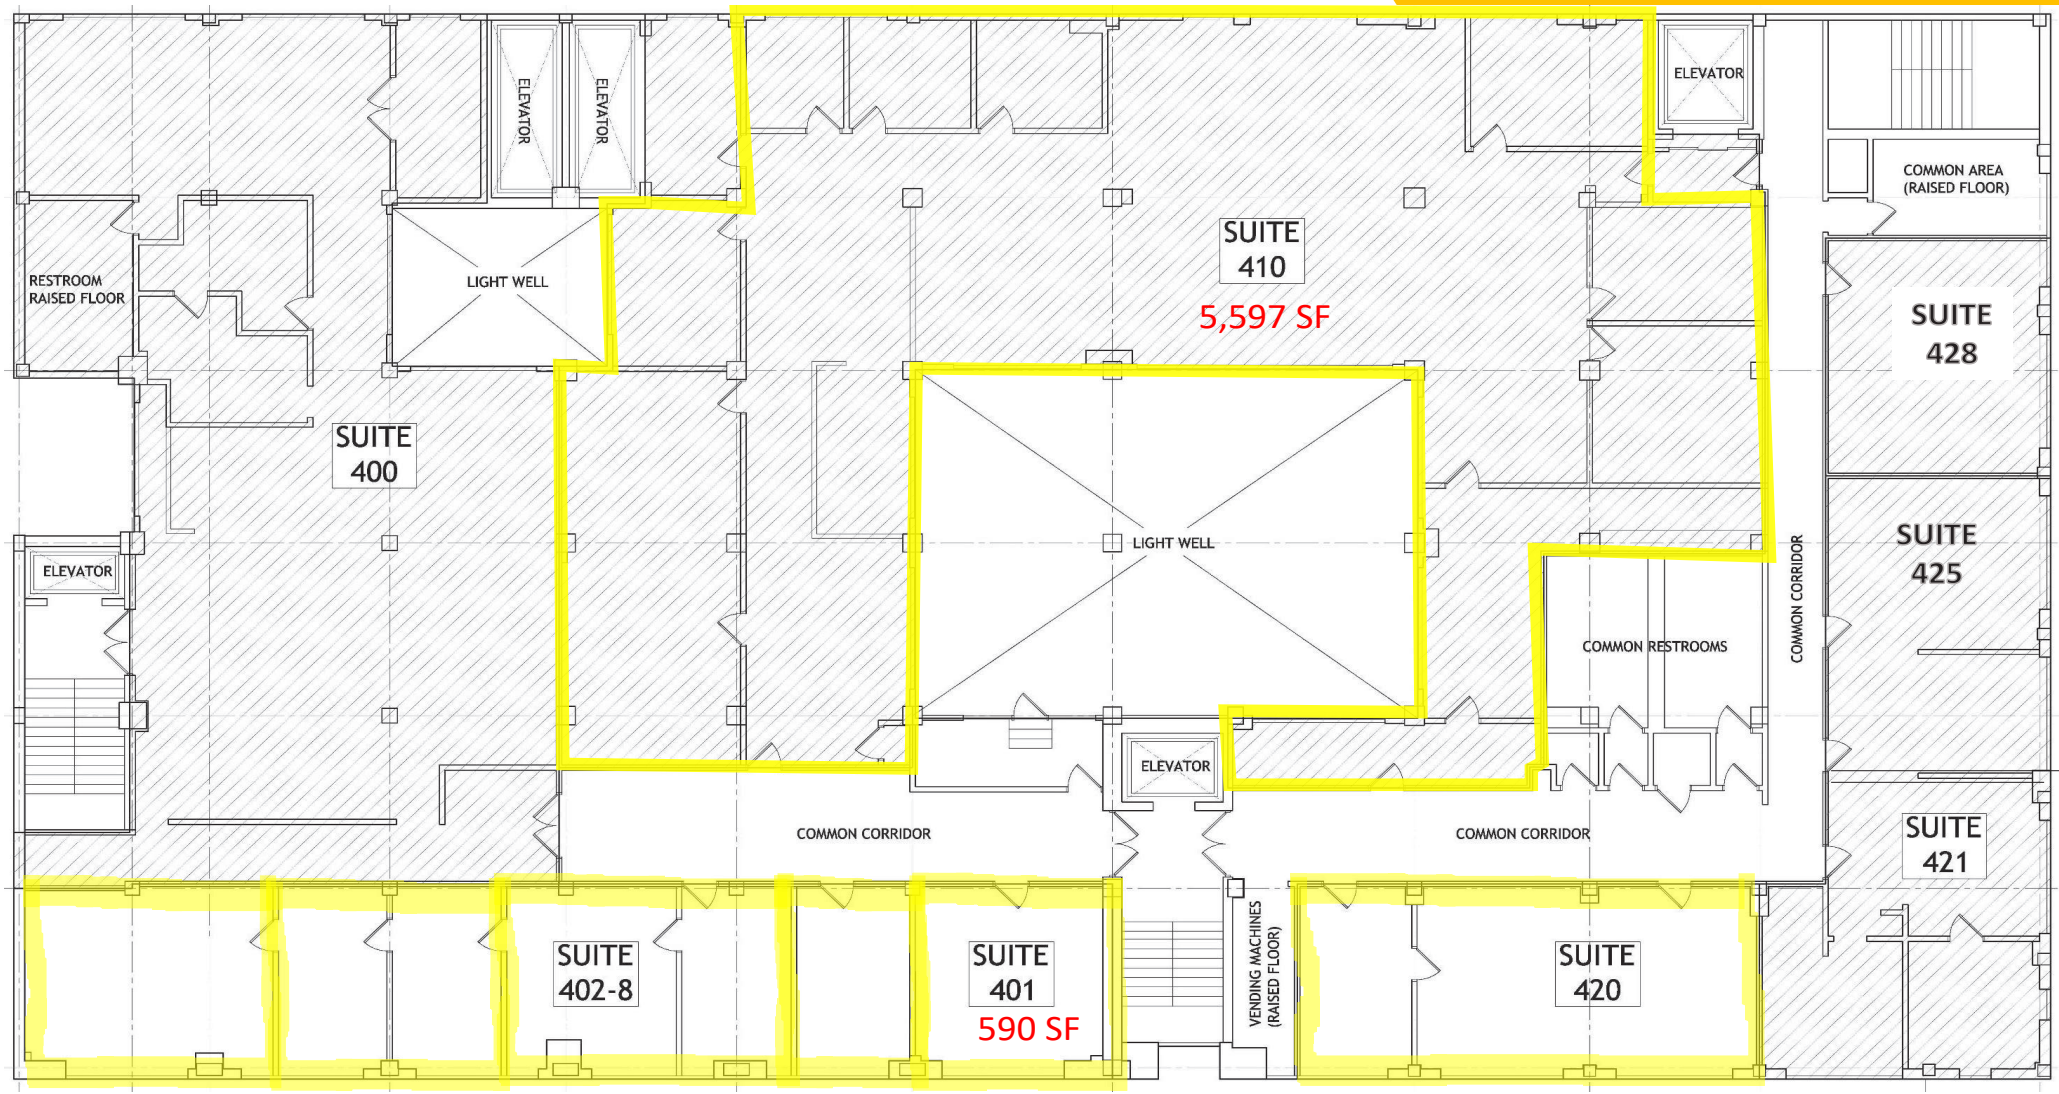 ELEVATOR
ELEVATOR
ELEVATOR
COMMON AREA
(RAISED FLOOR)
SUITE
410
5,597 SF
RESTROOM
RAISED FLOOR
LIGHT WELL
SUITE
428
SUITE
400
SUITE
425
LIGHT WELL
ELEVATOR
COMMON CORRIDOR
COMMON RESTROOMS
ELEVATOR
COMMON CORRIDOR
COMMON CORRIDOR
SUITE
421
SUITE
402-8
SUITE
401
590 SF
VENDING MACHINES
(RAISED FLOOR)
SUITE
420